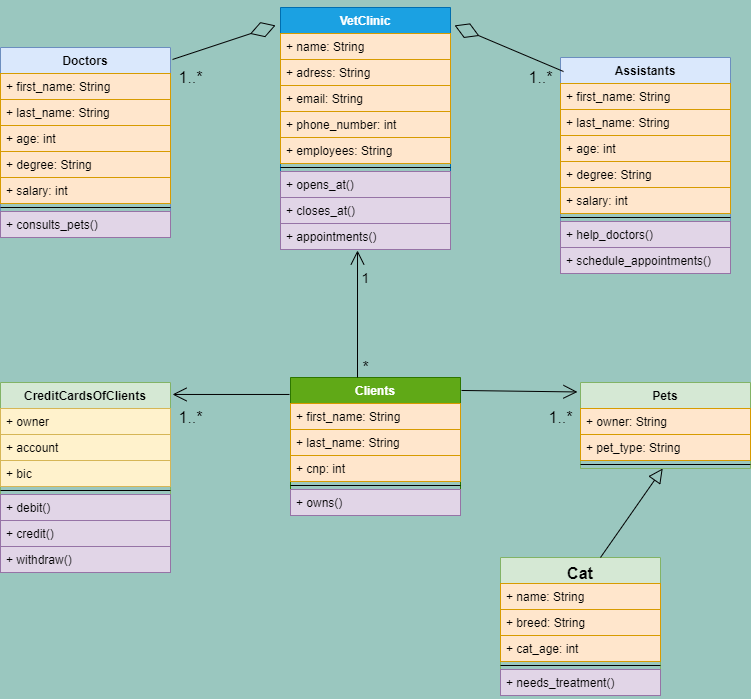 VetClinic
+ name: String
+ adress: String
+ email: String
+ phone_number: int
+ employees: String
+ opens_at()
+ closes_at()
+ appointments()
Doctors
+ first_name: String
+ last_name: String
+ age: int
+ degree: String
+ salary: int
+ consults_pets()
1..*
1..*
Assistants
+ first_name: String
+ last_name: String
+ age: int
+ degree: String
+ salary: int
+ help_doctors()
+ schedule_appointments()
1
*
CreditCardsOfClients
+ owner
+ account
+ bic
+ debit()
+ credit()
+ withdraw()
1..*
Clients
+ first_name: String
+ last_name: String
+ cnp: int
+ owns()
1..*
Pets
+ owner: String
+ pet_type: String
Cat
+ name: String
+ breed: String
+ cat_age: int
+ needs_treatment()